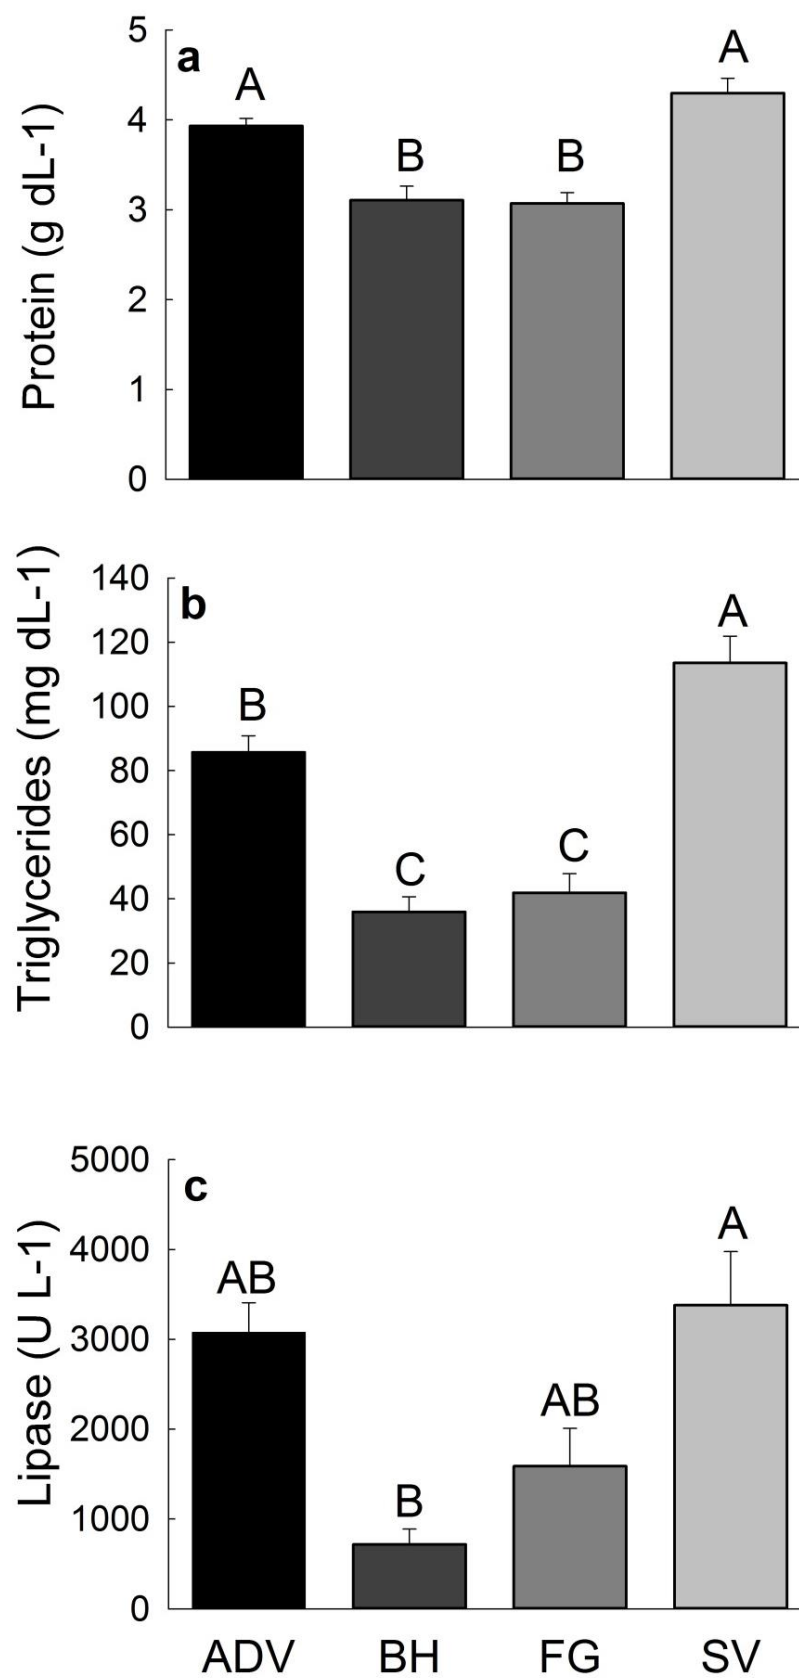 a
Protein (g dL-1)
5
4
3
2
1
0
A
B
B
A
b
Triglycerides (mg dL-1)
140
120
100
80
60
40
20
0
B
C
C
A
c
Lipase (U L-1)
5000
4000
3000
2000
1000
0
AB
B
AB
A
ADV BH FG SV